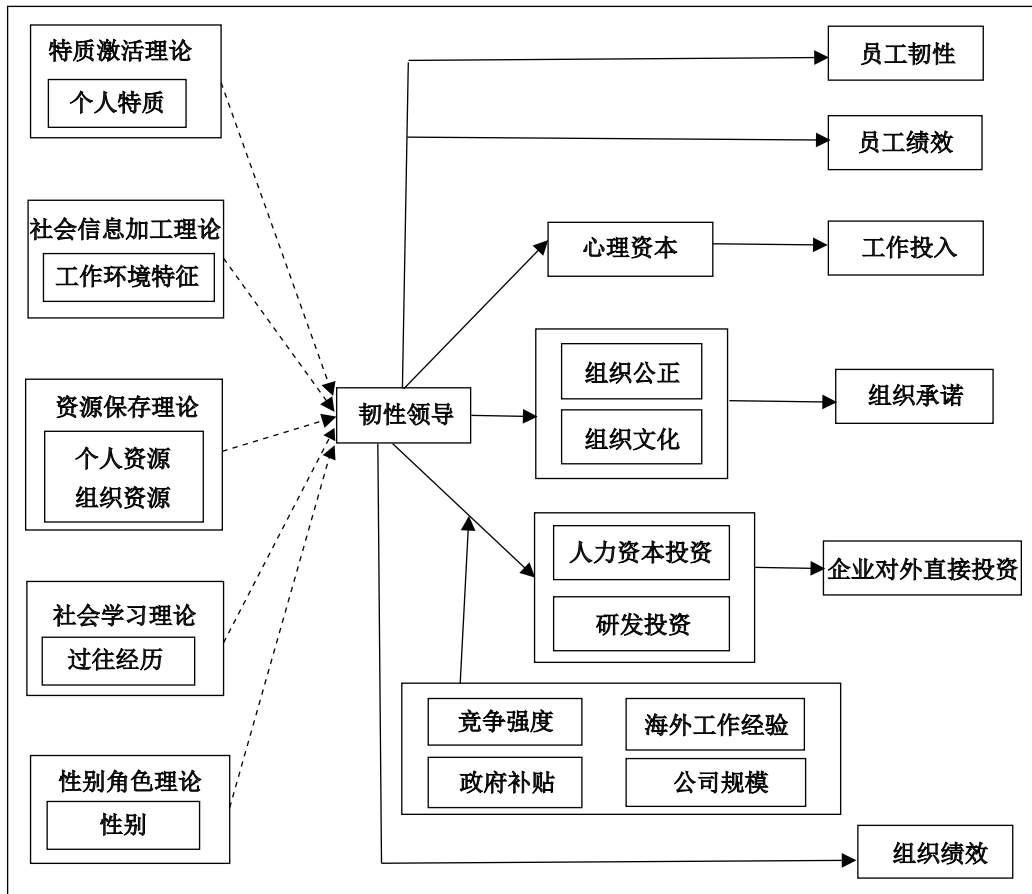 特质激活理论
个人特质
社会信息加工理论
工作环境特征
资源保存理论
个人资源
组织资源
社会学习理论
过往经历
性别角色理论
性别
韧性领导
心理资本
组织公正
组织文化
人力资本投资
研发投资
竞争强度
海外工作经验
政府补贴
公司规模
员工韧性
员工绩效
工作投入
组织承诺
企业对外直接投资
组织绩效